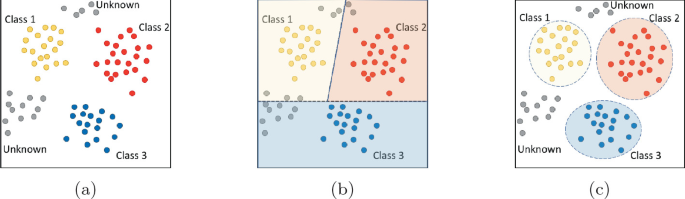 Unknown
Class 1
Class 2
Class 3
Unknown
(a)
Class 1
Class 2
Class 3
(b)
Unknown
Class 1
Class 2
Unknown
Class 3
(c)